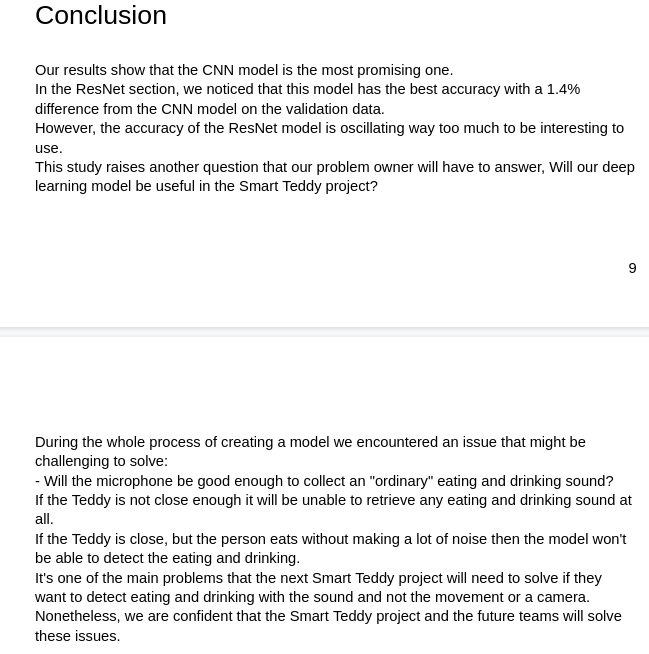 Conclusion
Our results show that the CNN model is the most promising one.
In the ResNet section, we noticed that this model has the best accuracy with a 1.4%
difference from the CNN model on the validation data.
However, the accuracy of the ResNet model is oscillating way too much to be interesting to
use.
This study raises another question that our problem owner will have to answer, Will our deep
learning model be useful in the Smart Teddy project?
9
During the whole process of creating a model we encountered an issue that might be
challenging to solve:
- Will the microphone be good enough to collect an "ordinary" eating and drinking sound?
If the Teddy is not close enough it will be unable to retrieve any eating and drinking sound at
all.
If the Teddy is close, but the person eats without making a lot of noise then the model won't
be able to detect the eating and drinking.
It's one of the main problems that the next Smart Teddy project will need to solve if they
want to detect eating and drinking with the sound and not the movement or a camera.
Nonetheless, we are confident that the Smart Teddy project and the future teams will solve
these issues.